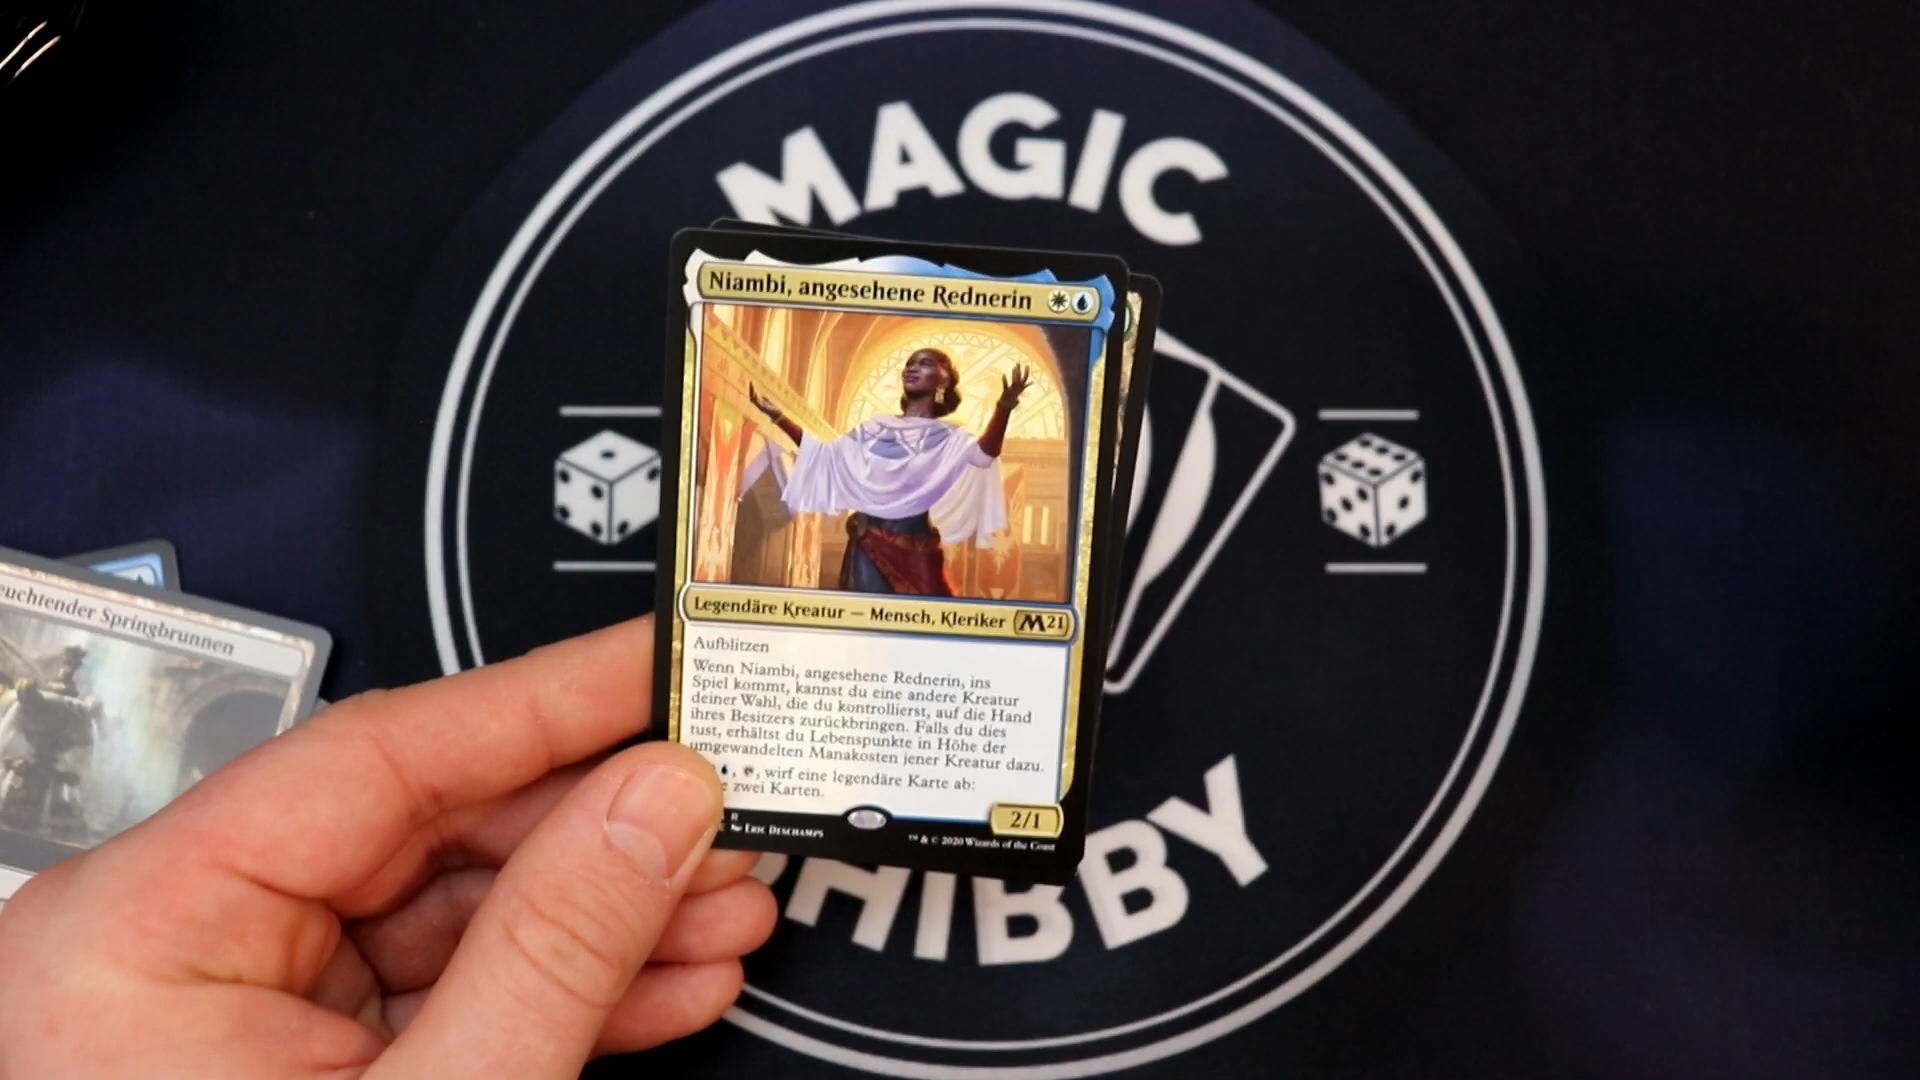 MAGIC
Niambi, angesehene Rednerin
Legendäre Kreatur — Mensch, Kleriker
M21
Aufblitzen
Wenn Niambi, angesehene Rednerin, ins
Spiel kommt, kannst du eine andere Kreatur
deiner Wahl, die du kontrollierst, auf die Hand
ihres Besitzers zurückbringen. Falls du dies
tust, erhältst du Lebenspunkte in Höhe der
umgewandelten Manakosten jener Kreatur dazu.
, wirf eine legendäre Karte ab:
zwei Karten.
2/1
R
Eric Deschamps
™ & © 2020 Wizards of the Coast
euchtender Springbrunnen
HIBBY